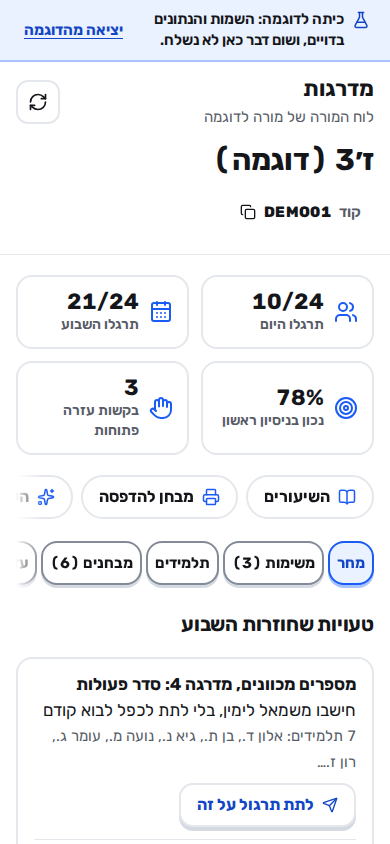 כיתה לדוגמה: השמות והנתונים
בדויים, ושום דבר כאן לא נשלח.
יציאה מהדוגמה
מדרגות
לוח המורה של מורה לדוגמה
ז׳3 (דוגמה)
קוד DEMO01
10/24
תרגלו היום
21/24
תרגלו השבוע
78%
נכון בניסיון ראשון
3
בקשות עזרה
פתוחות
השיעורים
מבחן להדפסה
מחר
משימות (3)
תלמידים
מבחנים (6)
טעויות שחוזרות השבוע
מספרים מכוונים, מדרגה 4: סדר פעולות
חישבו משמאל לימין, בלי לתת לכפל לבוא קודם
7 תלמידים: אלון ד., בן ת., גיא נ., נועה מ., עומר ג.,
רון ז.…
לתת תרגול על זה